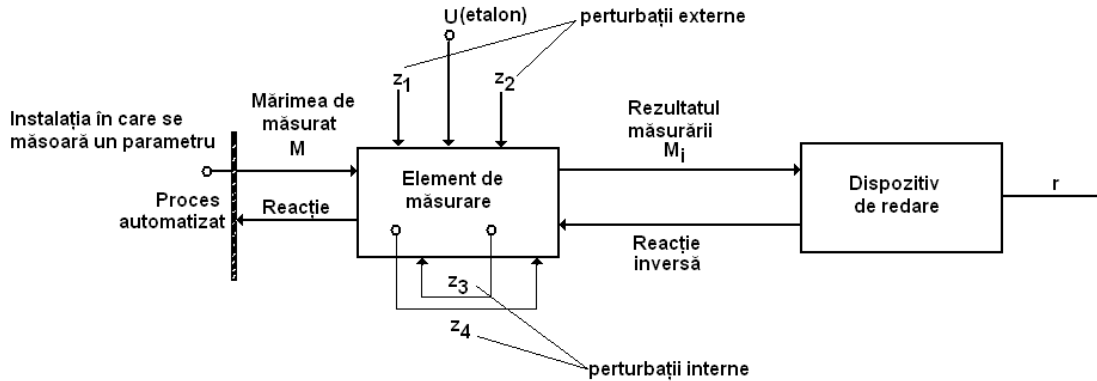 U(etalon)
perturbații externe
z1
z2
Instalația în care se
măsoară un parametru
Mărimea de
măsurat
M
Rezultatul
măsurării
Mi
Element de
măsurare
Dispozitiv
de redare
r
Proces
automatizat
Reacție
Reacție
inversă
z3
z4
perturbații interne